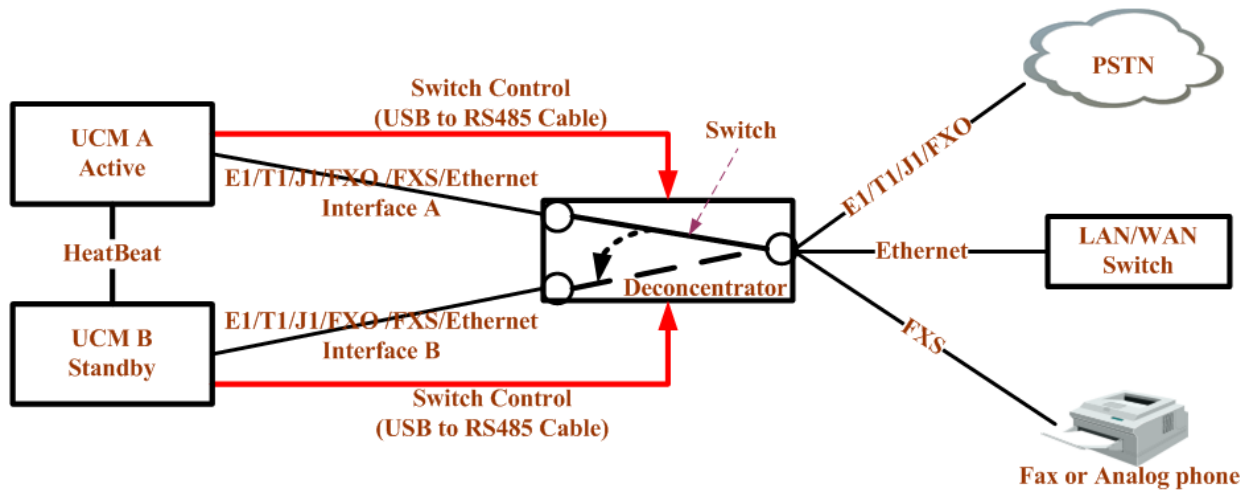 Switch Control
(USB to RS485 Cable)
UCM A
Active
E1/T1/J1/FXO /FXS/Ethernet
Interface A
HeatBeat
UCM B
Standby
E1/T1/J1/FXO /FXS/Ethernet
Interface B
Switch Control
(USB to RS485 Cable)
Switch
Deconcentrator
PSTN
E1/T1/J1/FXO
Ethernet
LAN/WAN
Switch
FXS
Fax or Analog phone